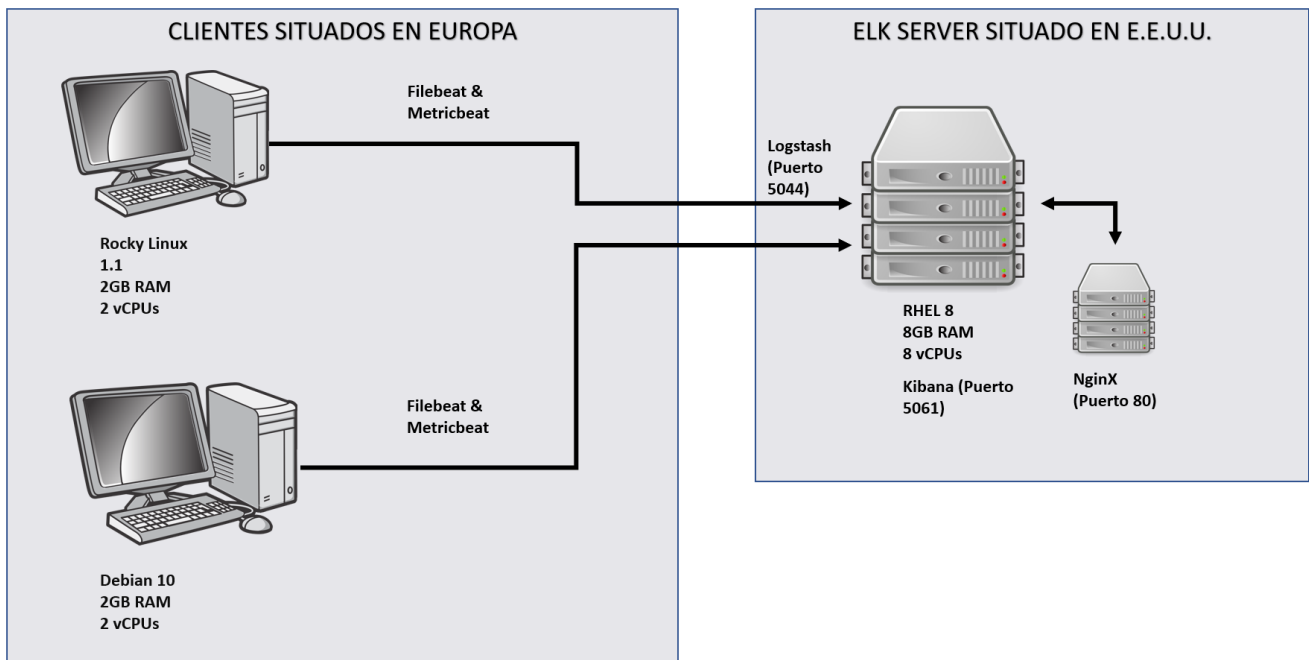 CLIENTES SITUADOS EN EUROPA
Filebeat &
Metricbeat
Rocky Linux
1.1
2GB RAM
2 vCPUs
Filebeat &
Metricbeat
Debian 10
2GB RAM
2 vCPUs
ELK SERVER SITUADO EN E.E.U.U.
Logstash
(Puerto
5044)
RHEL 8
8GB RAM
8 vCPUs
Kibana (Puerto
5061)
NginX
(Puerto 80)